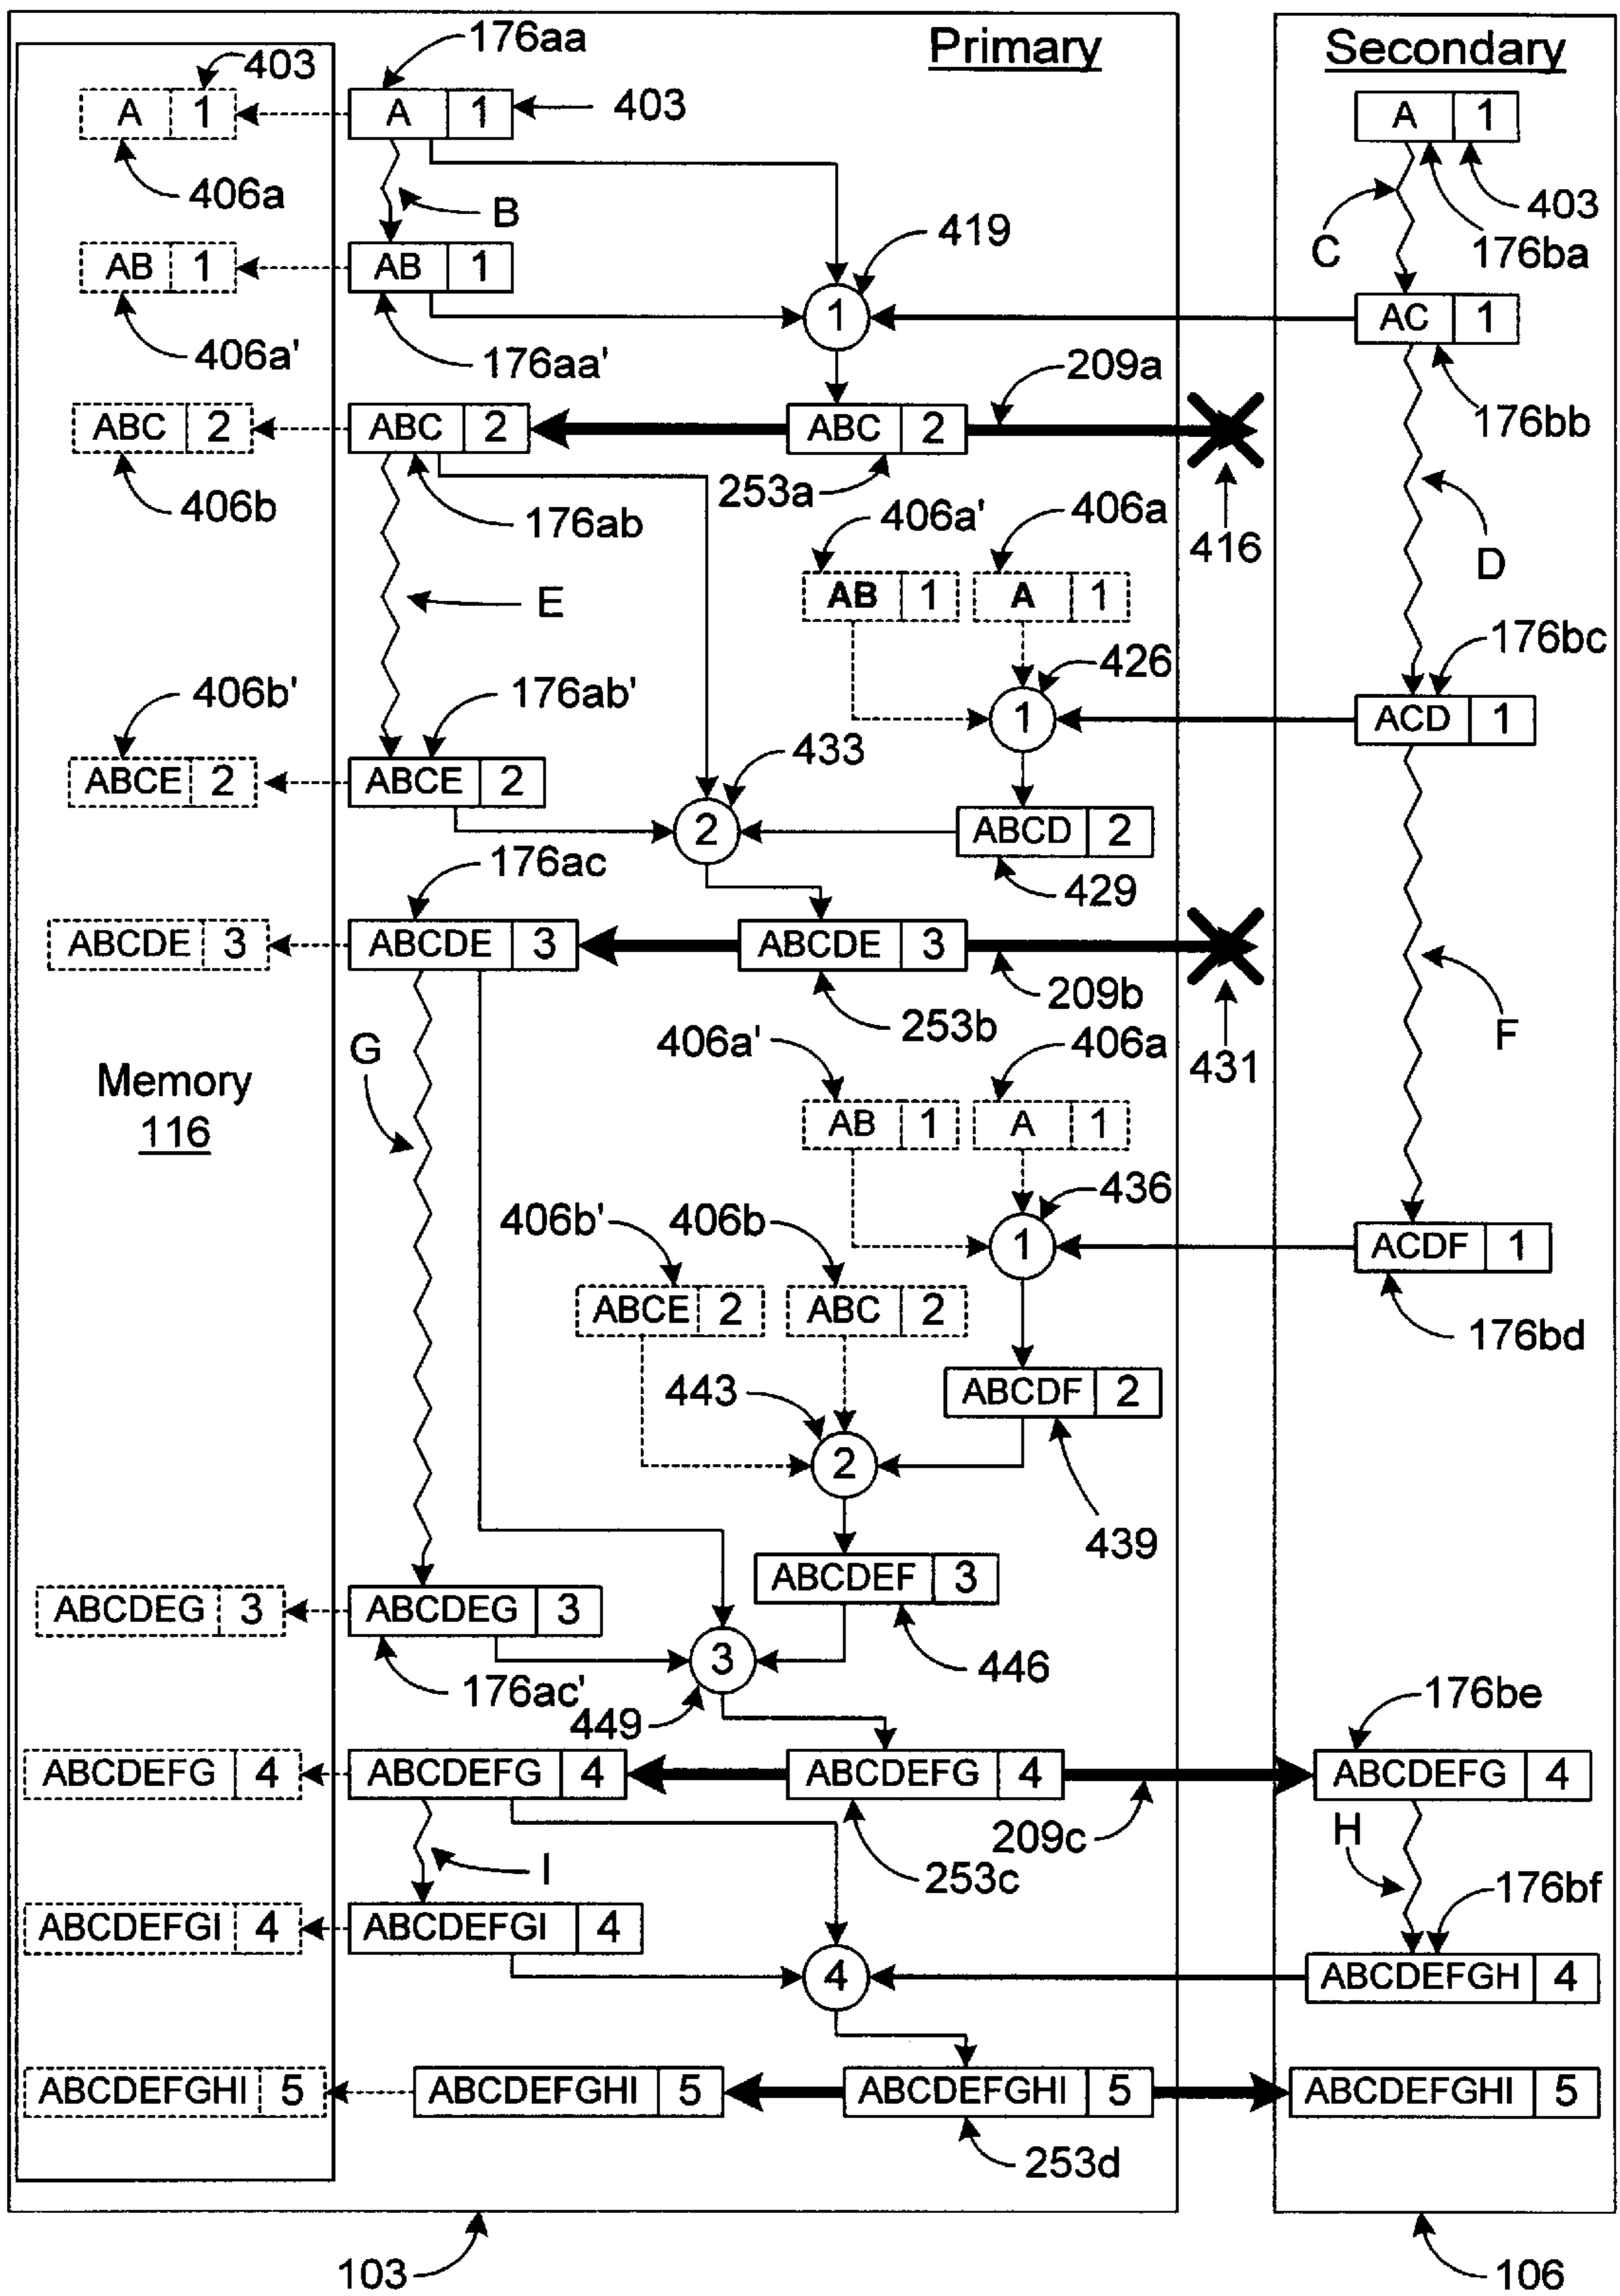 176aa
Primary
Secondary
403
A 1
A 1
403
A 1
406a
B
419
C
403
176ba
AB 1
AB 1
1
AC 1
406a'
176aa'
209a
176bb
ABC 2
ABC 2
ABC 2
253a
406b
176ab
406a'
406a
416
D
AB 1
A 1
E
426
176bc
406b'
176ab'
1
ACD 1
433
ABCE 2
ABCE 2
2
ABCD 2
176ac
429
ABCDE 3
ABCDE 3
ABCDE 3
209b
253b
F
G
406a'
406a
431
Memory
116
AB 1
A 1
436
406b'
406b
1
ACDF 1
ABCE 2
ABC 2
176bd
443
ABCDF 2
2
439
ABCDEF 3
ABCDEG 3
ABCDEG 3
3
446
176ac'
449
176be
ABCDEFG 4
ABCDEFG 4
ABCDEFG 4
ABCDEFG 4
209c
H
I
253c
176bf
ABCDEFGI 4
ABCDEFGI 4
4
ABCDEFGH 4
ABCDEFGHI 5
ABCDEFGHI 5
ABCDEFGHI 5
ABCDEFGHI 5
253d
103
106